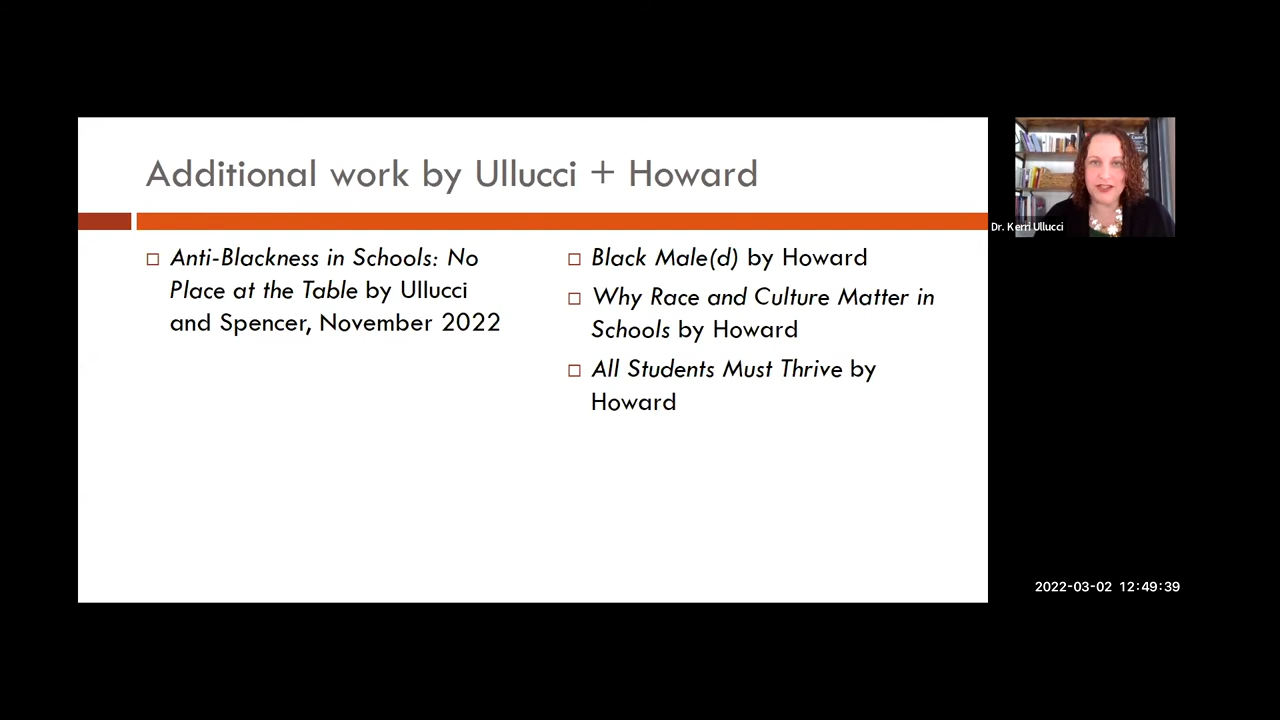 Additional work by Ullucci + Howard
Anti-Blackness in Schools: No
Place at the Table by Ullucci
and Spencer, November 2022
Black Male(d) by Howard
Why Race and Culture Matter in
Schools by Howard
All Students Must Thrive by
Howard
Dr. Kerri Ullucci
2022-03-02 12:49:39